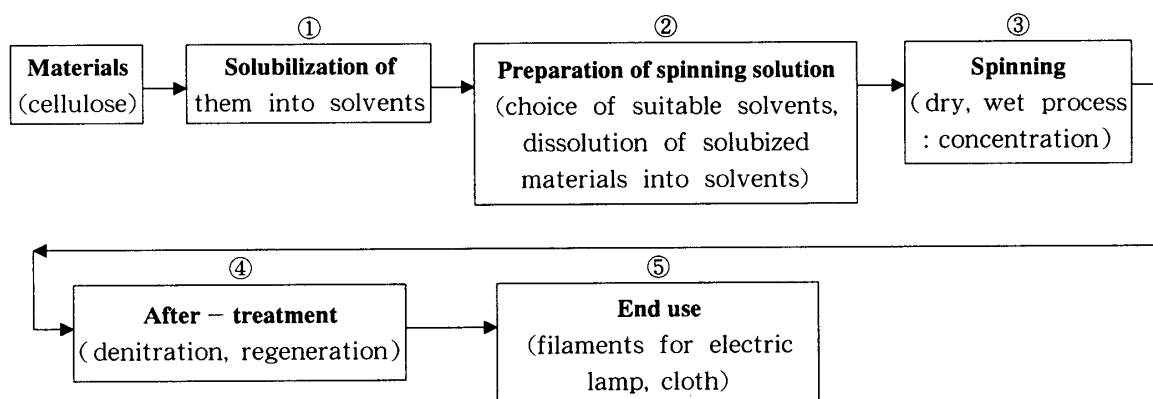 ①
②
③
Materials
(cellulose)
Solubilization of
them into solvents
Preparation of spinning solution
(choice of suitable solvents,
dissolution of solubized
materials into solvents)
Spinning
(dry, wet process
: concentration)
④
⑤
After − treatment
(denitration, regeneration)
End use
(filaments for electric
lamp, cloth)